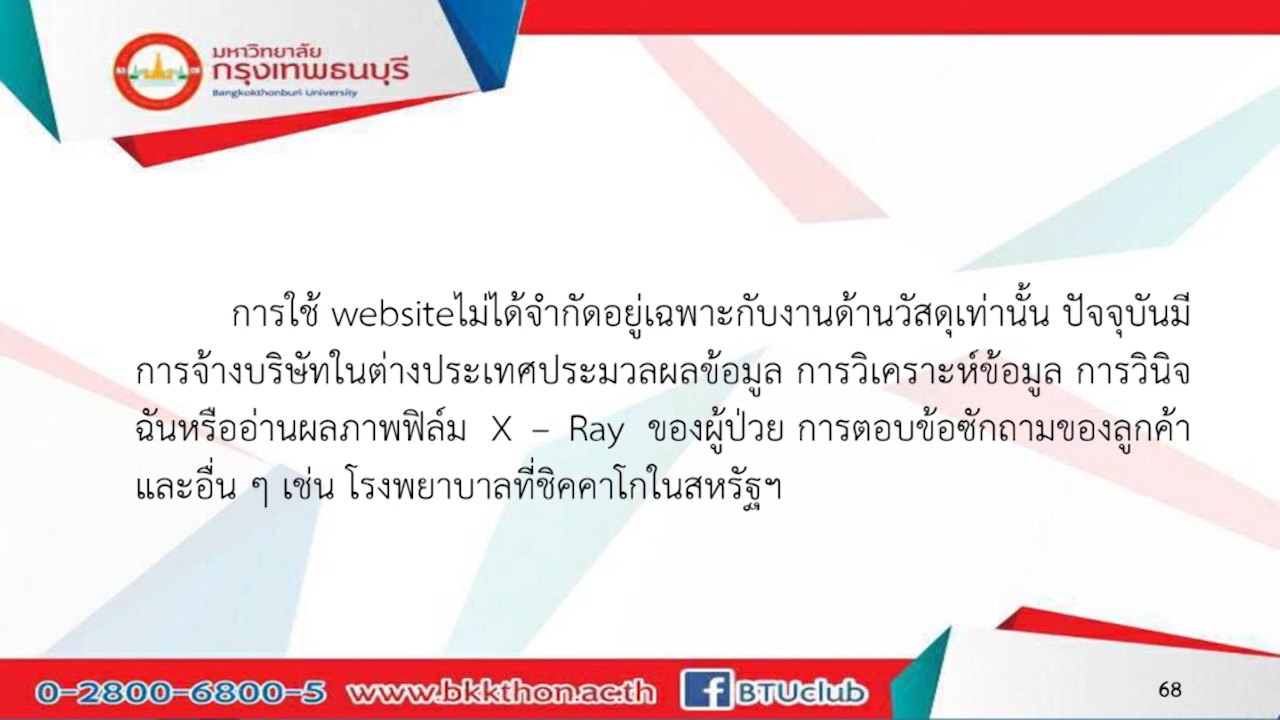 มหาวิทยาลัย
กรุงเทพธนบุรี
Bangkokthonburi University
การใช้ websiteไม่ได้จำกัดอยู่เฉพาะกับงานด้านวัสดุเท่านั้น ปัจจุบันมี
การจ้างบริษัทในต่างประเทศประมวลผลข้อมูล การวิเคราะห์ข้อมูล การวินิจ
ฉันหรืออ่านผลภาพฟิล์ม X – Ray ของผู้ป่วย การตอบข้อซักถามของลูกค้า
และอื่น ๆ เช่น โรงพยาบาลที่ชิคคาโกในสหรัฐฯ
0-2800-6800-5 www.bkkthon.ac.th f BTUclub
68